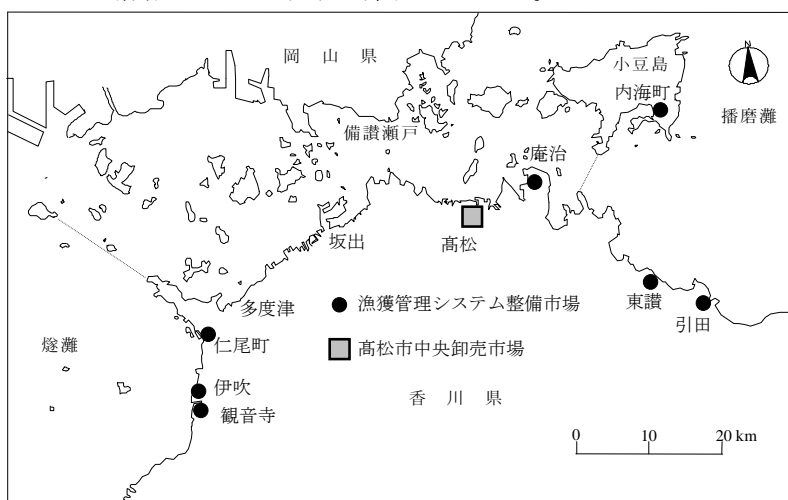 岡 山 県
小豆島
内海町
播磨灘
備讃瀬戸
庵治
坂出
髙松
東讃
引田
多度津
● 漁獲管理システム整備市場
仁尾町
燧灘
髙松市中央卸売市場
伊吹
香 川 県
観音寺
0 10 20 km